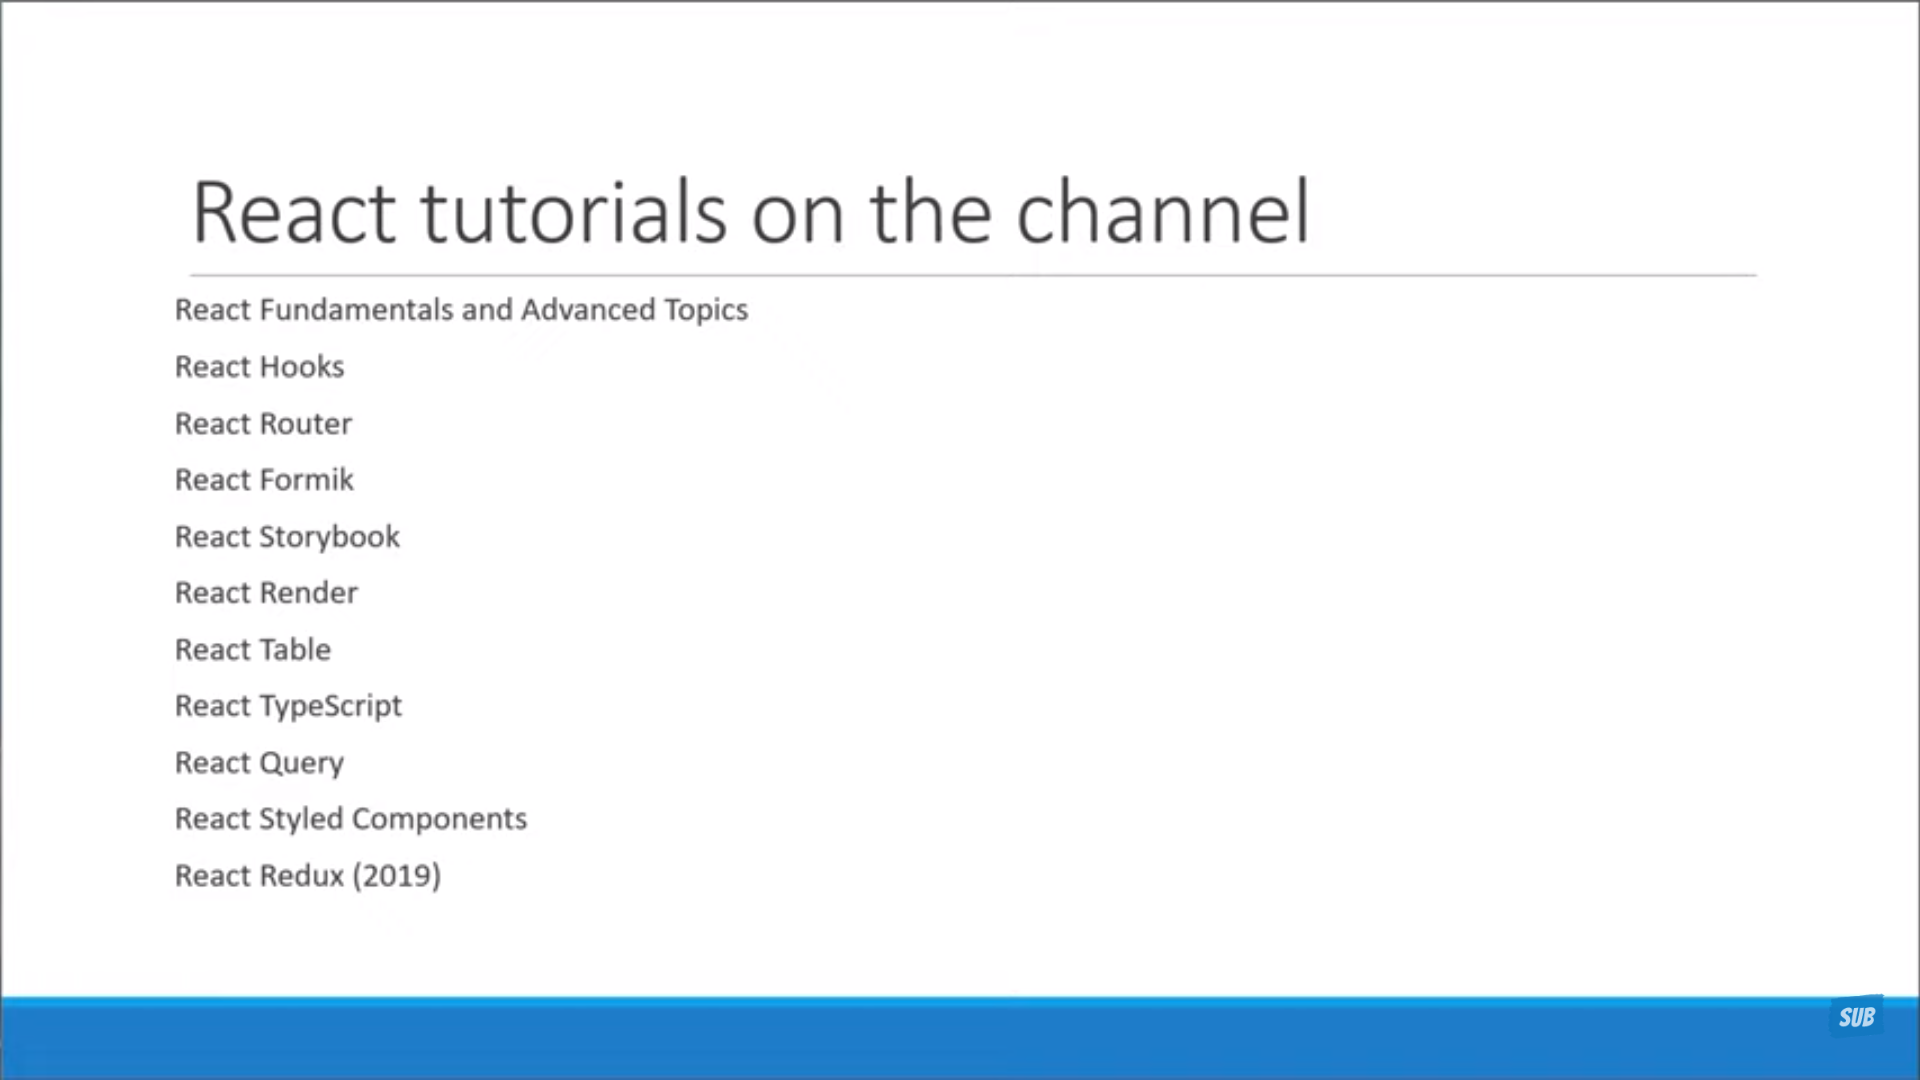 React tutorials on the channel
React Fundamentals and Advanced Topics
React Hooks
React Router
React Formik
React Storybook
React Render
React Table
React TypeScript
React Query
React Styled Components
React Redux (2019)
SUB